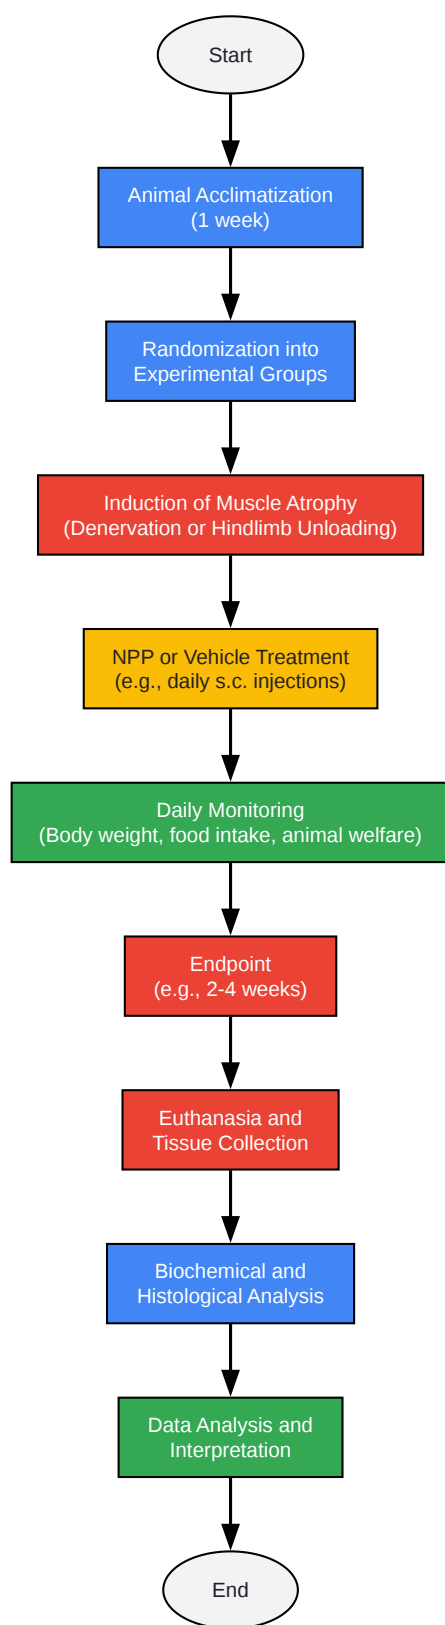 Start
Animal Acclimatization
(1 week)
Randomization into
Experimental Groups
Induction of Muscle Atrophy
(Denervation or Hindlimb Unloading)
NPP or Vehicle Treatment
(e.g., daily s.c. injections)
Daily Monitoring
(Body weight, food intake, animal welfare)
Endpoint
(e.g., 2-4 weeks)
Euthanasia and
Tissue Collection
Biochemical and
Histological Analysis
Data Analysis and
Interpretation
End